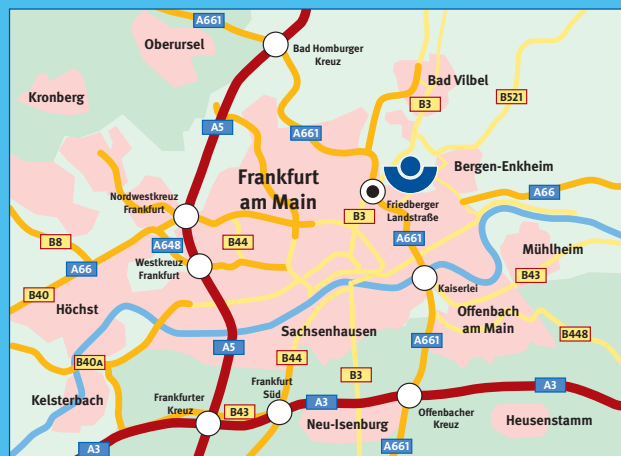 A661
Oberursel
Bad Homburger
Kreuz
Bad Vilbel
Kronberg
B3
B521
A5
A661
Frankfurt
am Main
Bergen-Enkheim
Nordwestkreuz
Frankfurt
Friedberger
Landstraße
A66
B3
B8
A648
B44
A661
Mühlheim
A66
Westkreuz
Frankfurt
B43
B40
Kaiserlei
Höchst
Offenbach
am Main
Sachsenhausen
B448
A5
A661
B40A
B44
B3
Kelsterbach
Frankfurter
Kreuz
Frankfurt
Süd
A3
A3
B43
Offenbacher
Kreuz
Neu-Isenburg
Heusenstamm
A3
A661